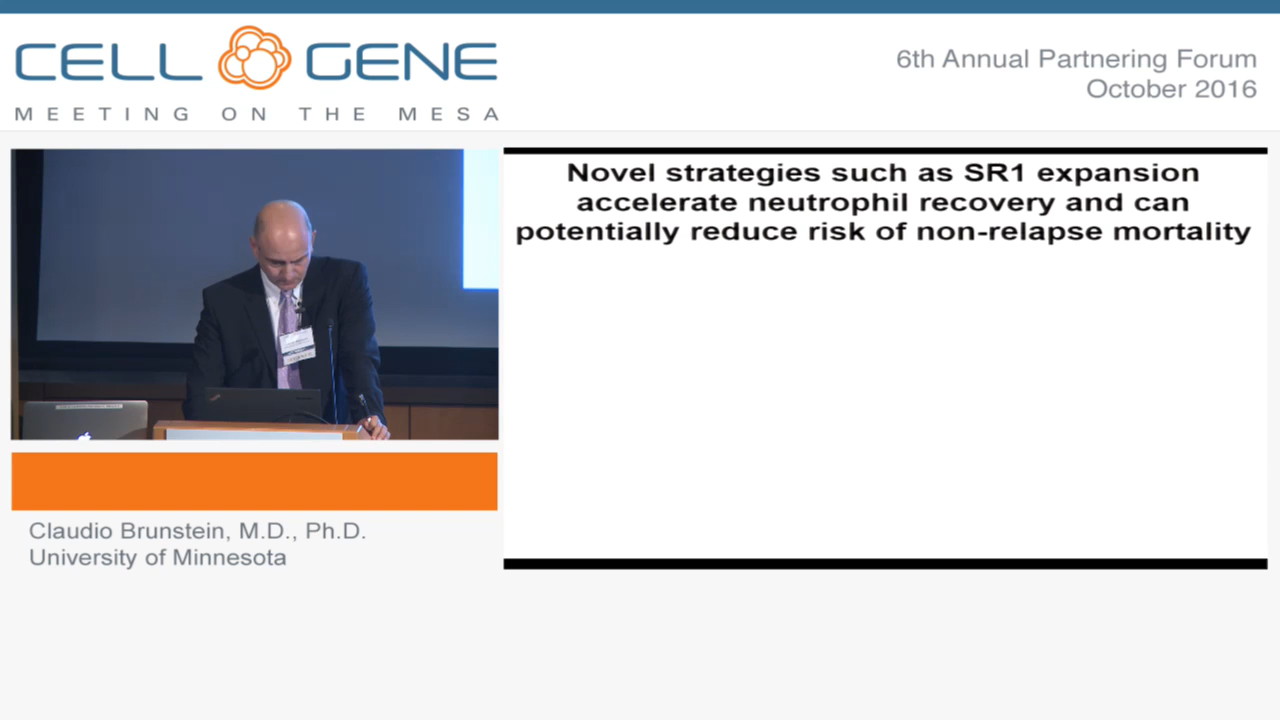 CELL GENE
MEETING ON THE MESA
6th Annual Partnering Forum
October 2016
Novel strategies such as SR1 expansion
accelerate neutrophil recovery and can
potentially reduce risk of non-relapse mortality
Claudio Brunstein, M.D., Ph.D.
University of Minnesota